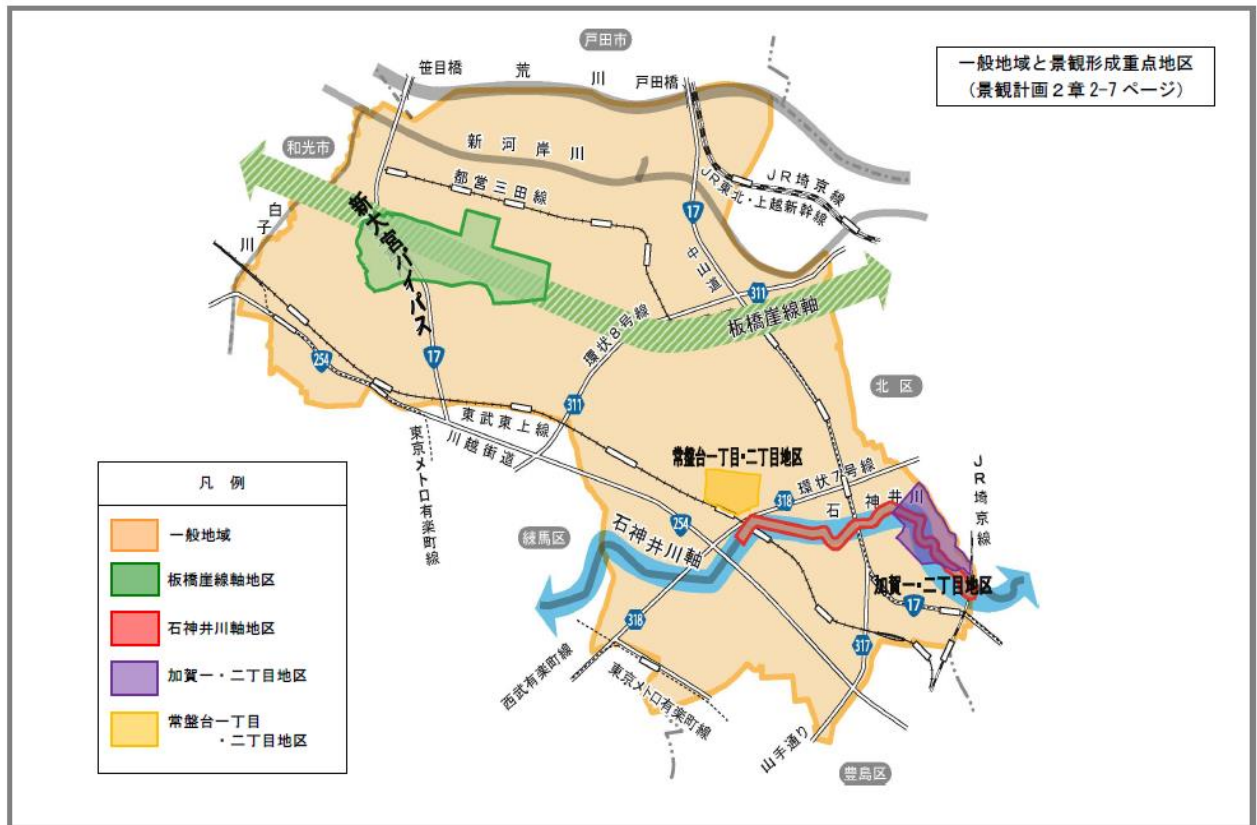 戸田市
一般地域と景観形成重点地区
(景観計画２章 2-7 ページ)
笹目橋
荒川
戸田橋
和光市
新河岸川
都営三田線
JR埼京線
JR東北・上越新幹線
白子川
新大宮バイパス
17
中山道
311
板橋崖線軸
環状8号線
254
17
北区
311
東武東上線
川越街道
東京メトロ有楽町線
常盤台一丁目・二丁目地区
環状7号線
318
石神井川
JR埼京線
254
石神井川軸
練馬区
加賀一・二丁目地区
17
318
317
西武有楽町線
東京メトロ有楽町線
山手通り
豊島区
凡 例
一般地域
板橋崖線軸地区
石神井川軸地区
加賀一・二丁目地区
常盤台一丁目
・二丁目地区